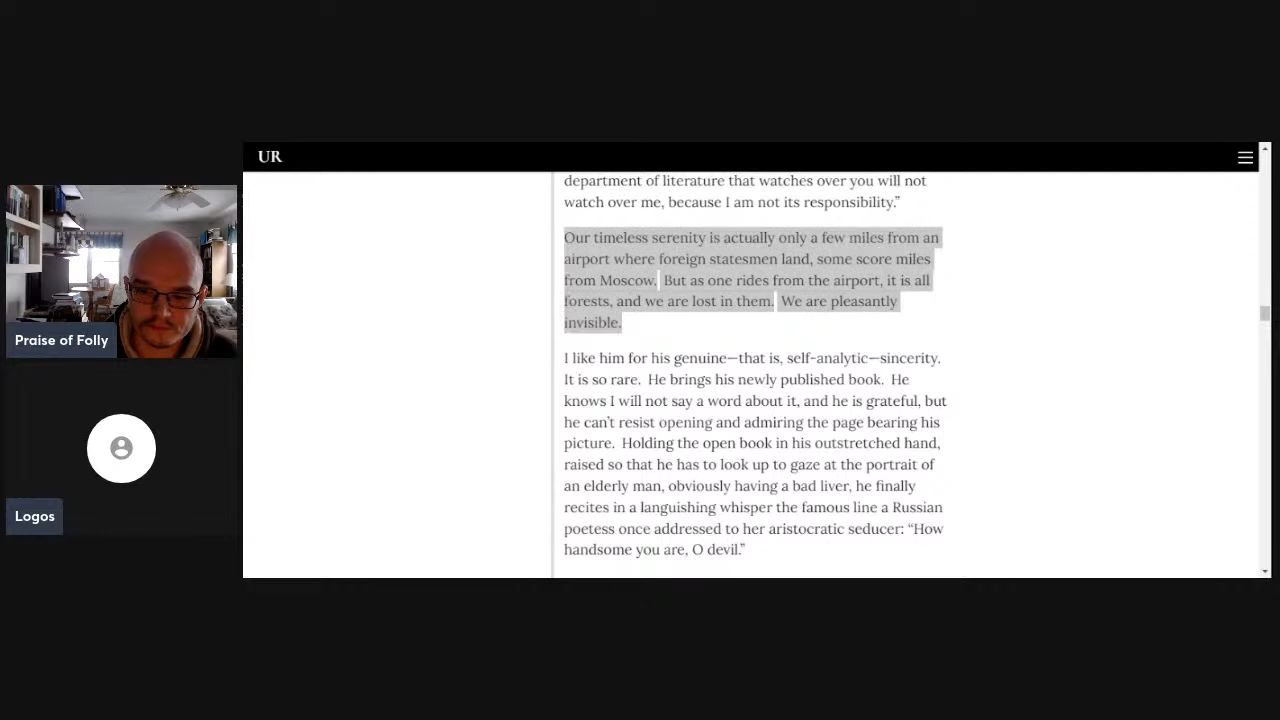 UR
department of literature that watches over you will not
watch over me, because I am not its responsibility.”
Our timeless serenity is actually only a few miles from an
airport where foreign statesmen land, some score miles
from Moscow. But as one rides from the airport, it is all
forests, and we are lost in them. We are pleasantly
invisible.
I like him for his genuine—that is, self-analytic—sincerity.
It is so rare. He brings his newly published book. He
knows I will not say a word about it, and he is grateful, but
he can’t resist opening and admiring the page bearing his
picture. Holding the open book in his outstretched hand,
raised so that he has to look up to gaze at the portrait of
an elderly man, obviously having a bad liver, he finally
recites in a languishing whisper the famous line a Russian
poetess once addressed to her aristocratic seducer: “How
handsome you are, O devil.”
Praise of Folly
Logos